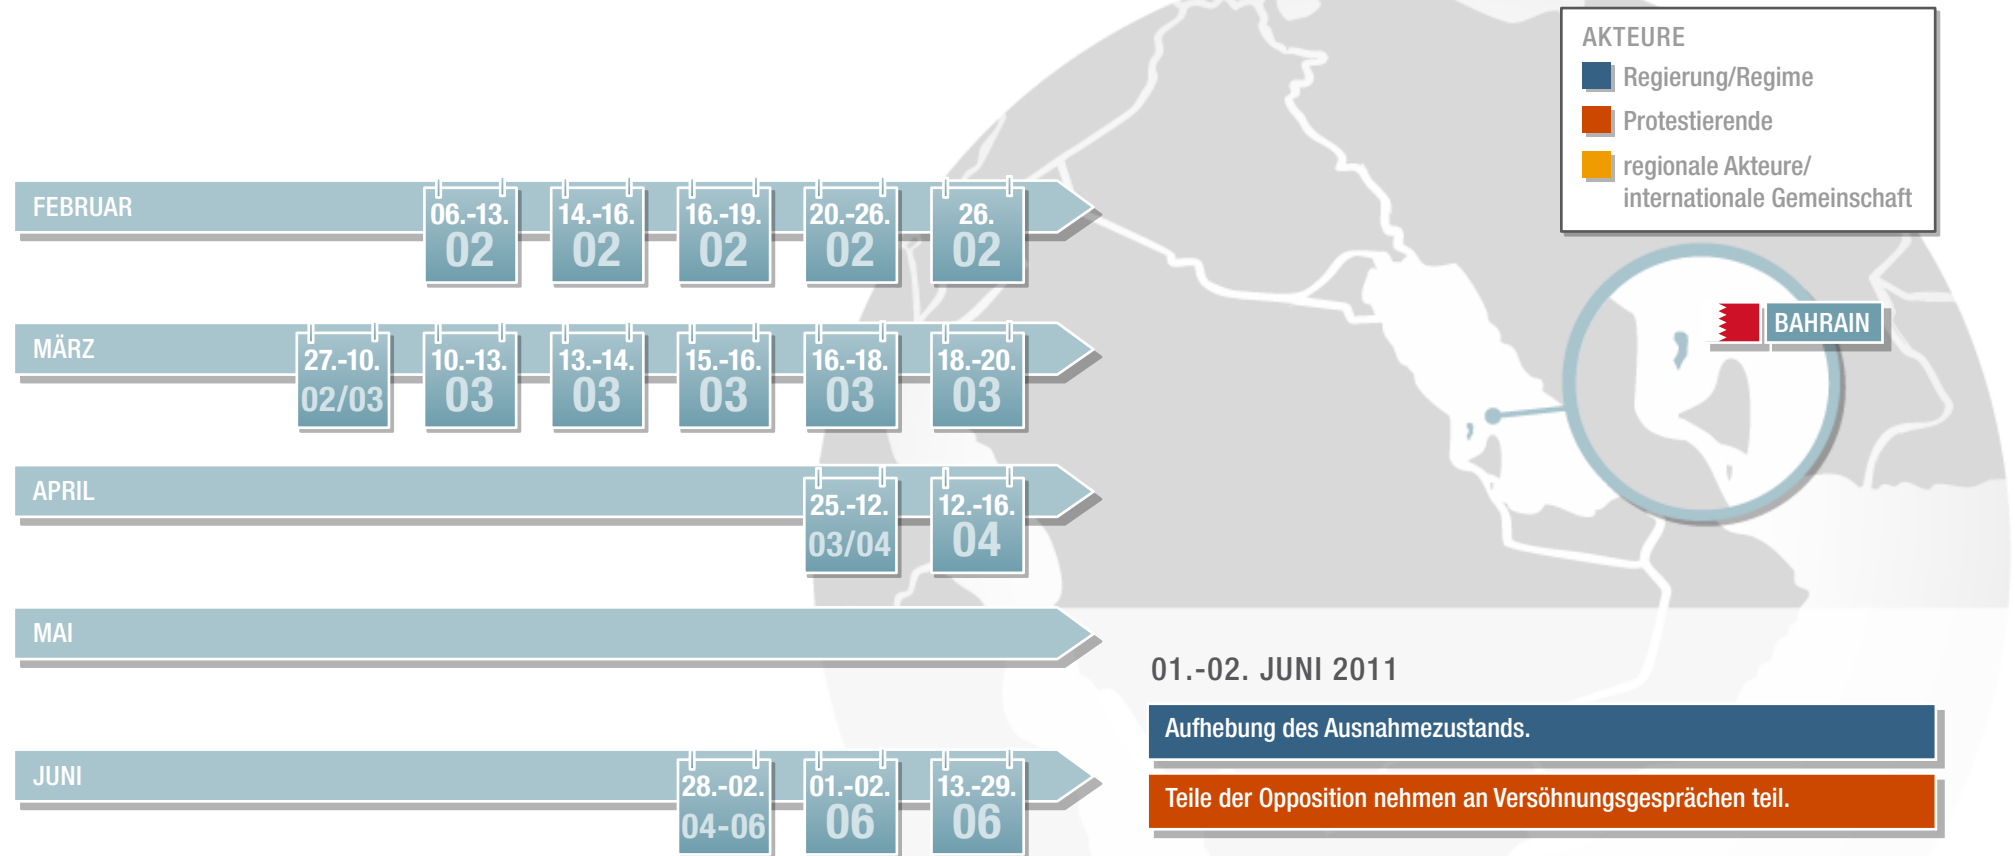 AKTEURE
Regierung/Regime
Protestierende
regionale Akteure/
internationale Gemeinschaft
FEBRUAR
06.-13.
02
14.-16.
02
16.-19.
02
20.-26.
02
26.
02
MÄRZ
27.-10.
02/03
10.-13.
03
13.-14.
03
15.-16.
03
16.-18.
03
18.-20.
03
BAHRAIN
APRIL
25.-12.
03/04
12.-16.
04
MAI
JUNI
28.-02.
04-06
01.-02.
06
13.-29.
06
01.-02. JUNI 2011
Aufhebung des Ausnahmezustands.
Teile der Opposition nehmen an Versöhnungsgesprächen teil.